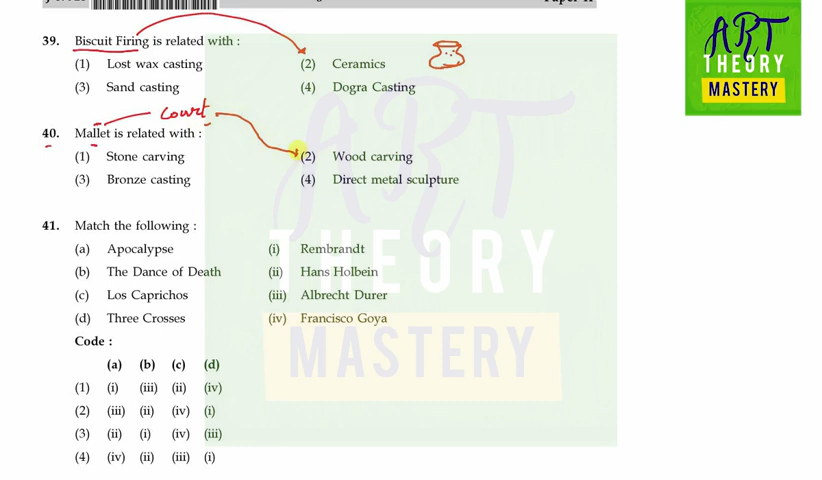 39. Biscuit Firing is related with :
(1) Lost wax casting (2) Ceramics
(3) Sand casting (4) Dogra Casting
court
40. Mallet is related with :
(1) Stone carving (2) Wood carving
(3) Bronze casting (4) Direct metal sculpture
41. Match the following :
(a) Apocalypse (i) Rembrandt
(b) The Dance of Death (ii) Hans Holbein
(c) Los Caprichos (iii) Albrecht Durer
(d) Three Crosses (iv) Francisco Goya
Code :
(a) (b) (c) (d)
(1) (i) (iii) (ii) (iv)
(2) (iii) (ii) (iv) (i)
(3) (ii) (i) (iv) (iii)
(4) (iv) (ii) (iii) (i)
ART
THEORY
MASTERY
ART
THEORY
MASTERY